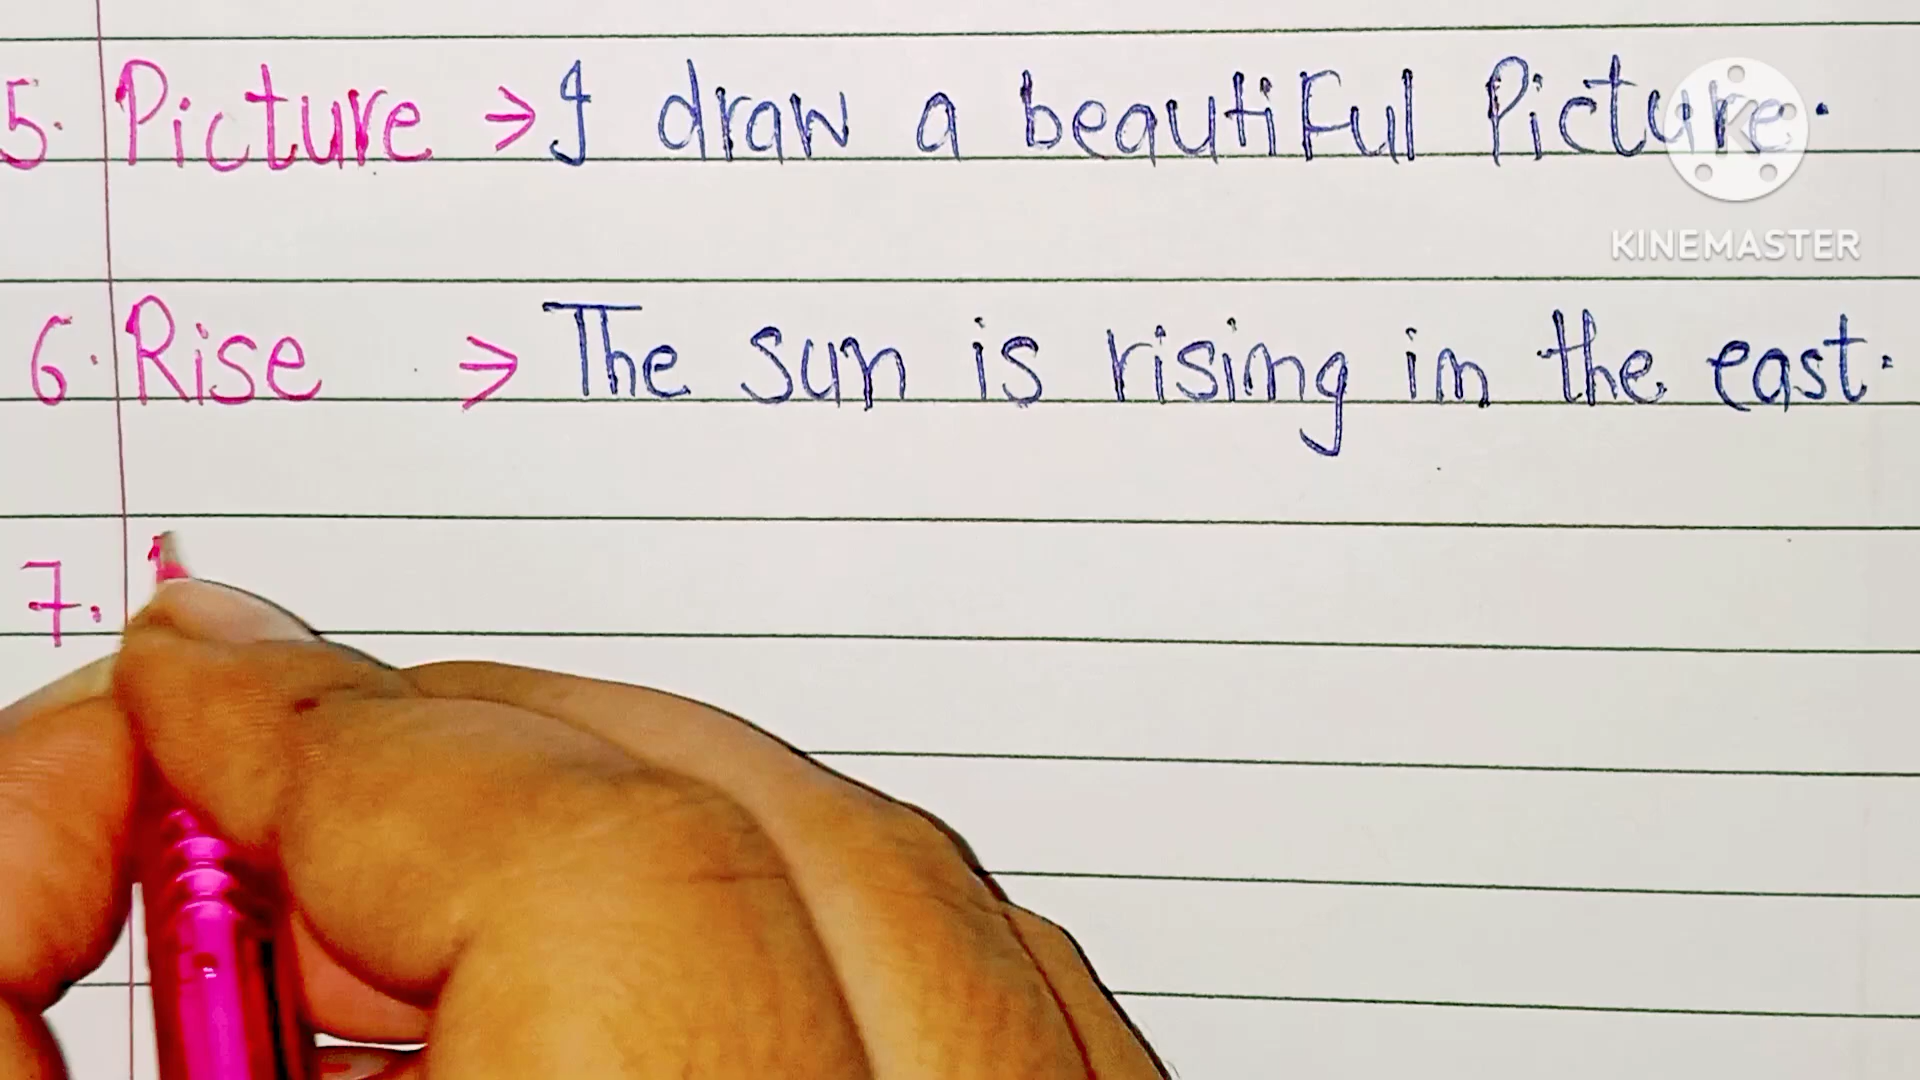 5. Picture → I draw a beautiful Picture.
KINEMASTER
6. Rise → The sun is rising in the east.
7.